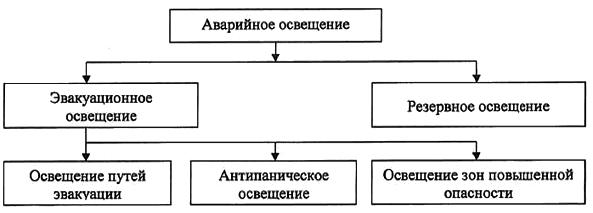 Аварийное освещение
Эвакуационное
освещение
Резервное освещение
Освещение путей
эвакуации
Антипаническое
освещение
Освещение зон повышенной
опасности